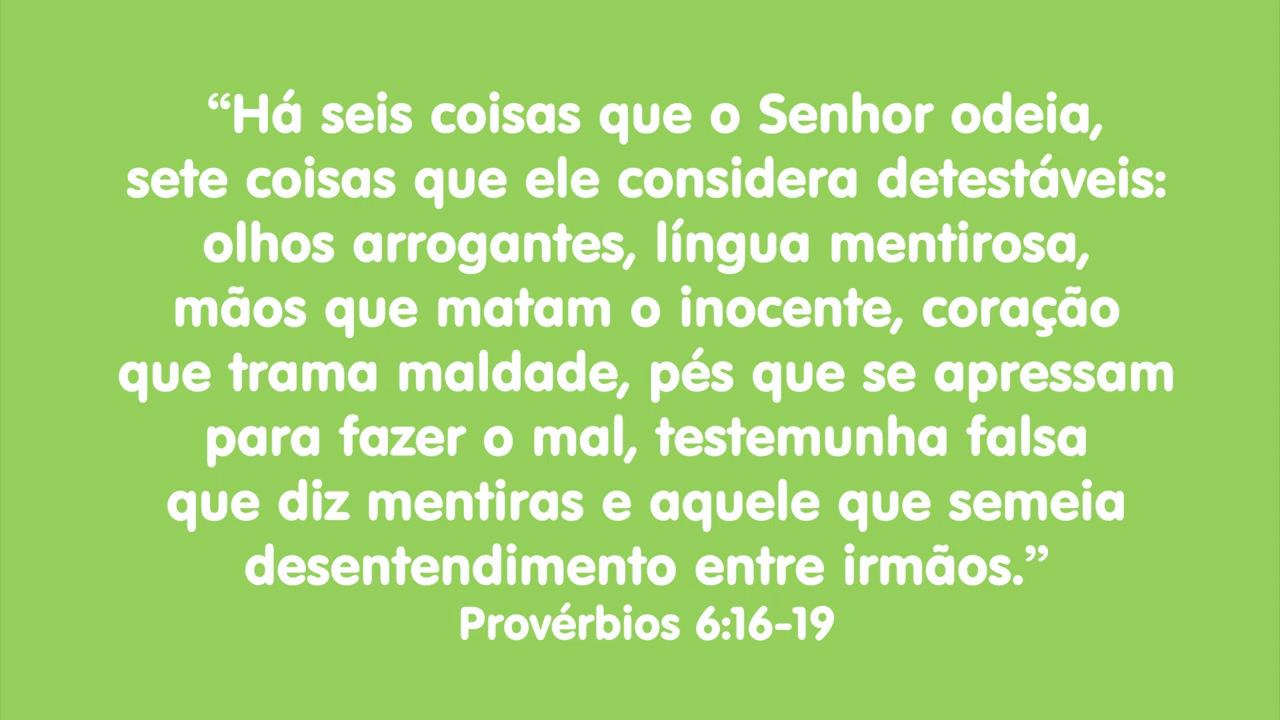 “Há seis coisas que o Senhor odeia,
sete coisas que ele considera detestáveis:
olhos arrogantes, língua mentirosa,
mãos que matam o inocente, coração
que trama maldade, pés que se apressam
para fazer o mal, testemunha falsa
que diz mentiras e aquele que semeia
desentendimento entre irmãos.”
Provérbios 6:16-19